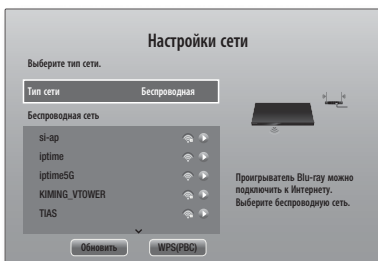 Настройки сети
Выберите тип сети.
Тип сети Беспроводная
Беспроводная сеть
si-ap
iptime
iptime5G
KIMING_VTOWER
TIAS
Проигрыватель Blu-ray можно
подключить к Интернету.
Выберите беспроводную сеть.
Обновить WPS(PBC)